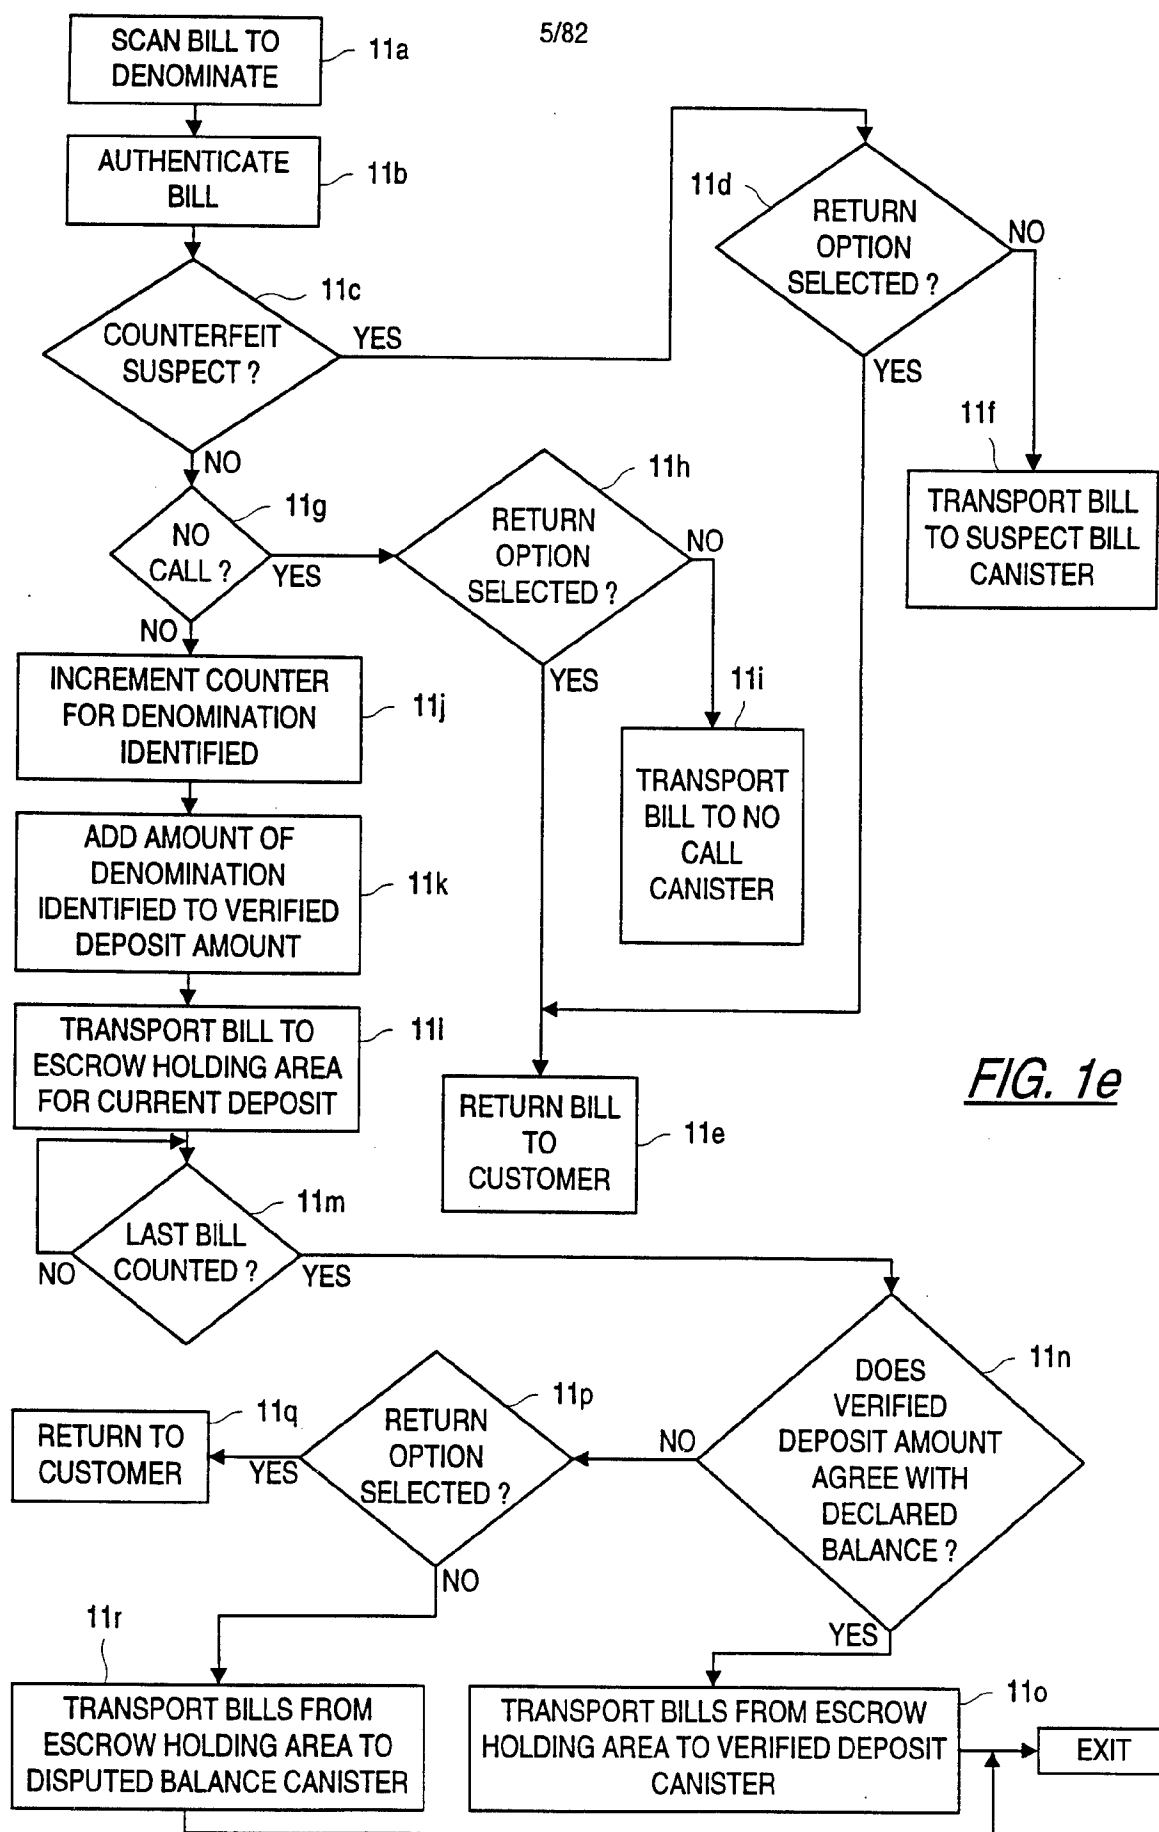 5/82
SCAN BILL TO
DENOMINATE
11a
AUTHENTICATE
BILL
11b
COUNTERFEIT
SUSPECT ?
11c
YES
NO
11d
RETURN
OPTION
SELECTED ?
NO
YES
11f
TRANSPORT BILL
TO SUSPECT BILL
CANISTER
NO
CALL ?
11g
YES
NO
11h
RETURN
OPTION
SELECTED ?
NO
YES
11i
TRANSPORT
BILL TO NO
CALL
CANISTER
INCREMENT COUNTER
FOR DENOMINATION
IDENTIFIED
11j
ADD AMOUNT OF
DENOMINATION
IDENTIFIED TO VERIFIED
DEPOSIT AMOUNT
11k
TRANSPORT BILL TO
ESCROW HOLDING AREA
FOR CURRENT DEPOSIT
11l
RETURN BILL
TO
CUSTOMER
11e
FIG. 1e
LAST BILL
COUNTED ?
11m
NO
YES
DOES
VERIFIED
DEPOSIT AMOUNT
AGREE WITH
DECLARED
BALANCE ?
11n
NO
YES
RETURN
OPTION
SELECTED ?
11p
YES
NO
11q
RETURN TO
CUSTOMER
11r
TRANSPORT BILLS FROM
ESCROW HOLDING AREA TO
DISPUTED BALANCE CANISTER
TRANSPORT BILLS FROM ESCROW
HOLDING AREA TO VERIFIED DEPOSIT
CANISTER
11o
EXIT